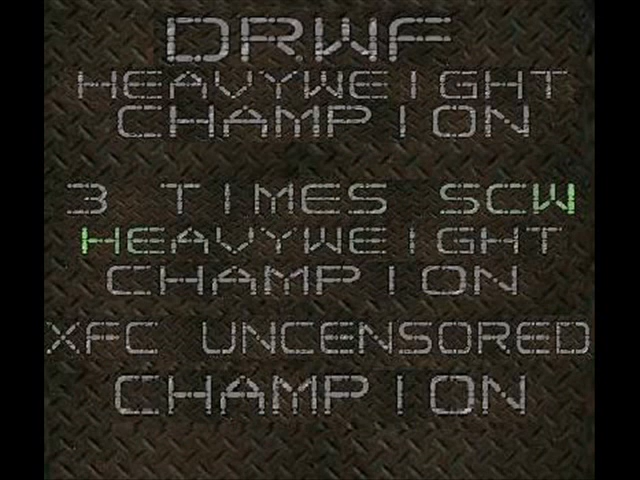 DRWF
HEAVYWEIGHT
CHAMPION
3 TIMES SCW
HEAVYWEIGHT
CHAMPION
XFC UNCENSORED
CHAMPION